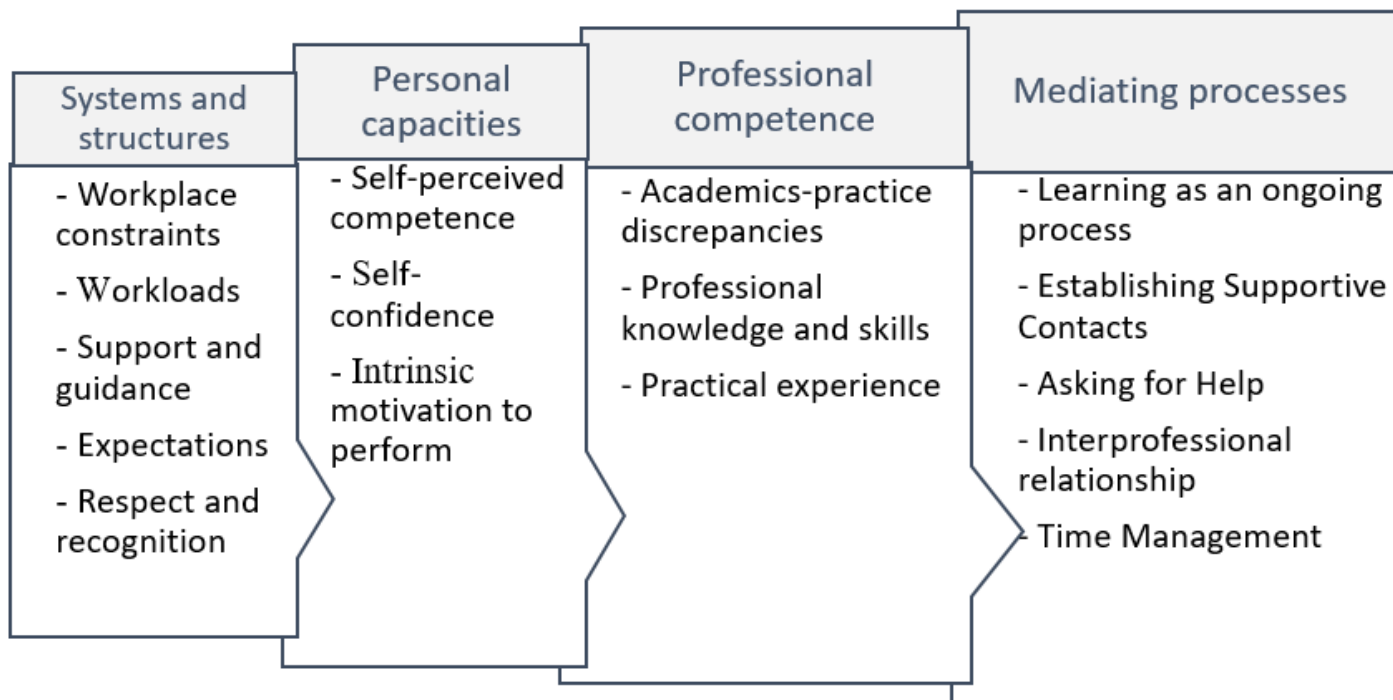 Systems and
structures
- Workplace
constraints
- Workloads
- Support and
guidance
- Expectations
- Respect and
recognition
Personal
capacities
- Self-perceived
competence
- Self-
confidence
- Intrinsic
motivation to
perform
Professional
competence
- Academics-practice
discrepancies
- Professional
knowledge and skills
- Practical experience
Mediating processes
- Learning as an ongoing
process
- Establishing Supportive
Contacts
- Asking for Help
- Interprofessional
relationship
- Time Management